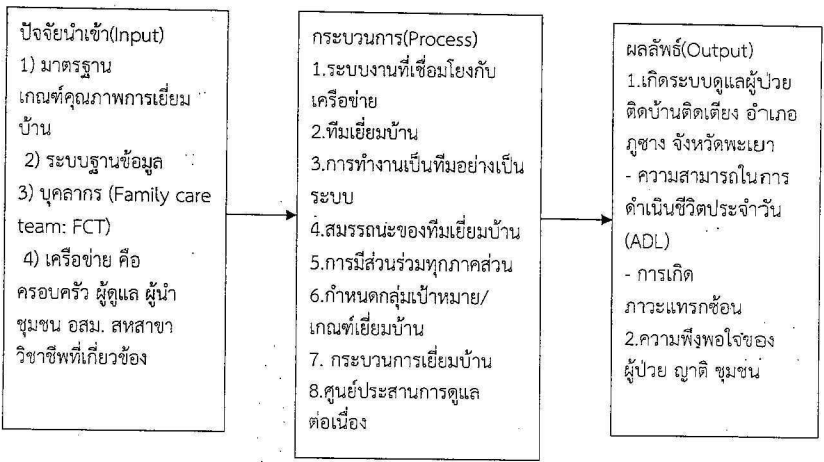 ปัจจัยนำเข้า(Input)
1) มาตรฐาน
เกณฑ์คุณภาพการเยี่ยม
บ้าน
2) ระบบฐานข้อมูล
3) บุคลากร (Family care
team: FCT)
4) เครือข่าย คือ
ครอบครัว ผู้ดูแล ผู้นำ
ชุมชน อสม. สหสาขา
วิชาชีพที่เกี่ยวข้อง
กระบวนการ(Process)
1.ระบบงานที่เชื่อมโยงกับ
เครือข่าย
2.ทีมเยี่ยมบ้าน
3.การทำงานเป็นทีมอย่างเป็น
ระบบ
4.สมรรถนะของทีมเยี่ยมบ้าน
5.การมีส่วนร่วมทุกภาคส่วน
6.กำหนดกลุ่มเป้าหมาย/
เกณฑ์เยี่ยมบ้าน
7. กระบวนการเยี่ยมบ้าน
8.ศูนย์ประสานการดูแล
ต่อเนื่อง
ผลลัพธ์(Output)
1.เกิดระบบดูแลผู้ป่วย
ติดบ้านติดเตียง อำเภอ
ภูซาง จังหวัดพะเยา
- ความสามารถในการ
ดำเนินชีวิตประจำวัน
(ADL)
- การเกิด
ภาวะแทรกซ้อน
2.ความพึงพอใจของ
ผู้ป่วย ญาติ ชุมชน